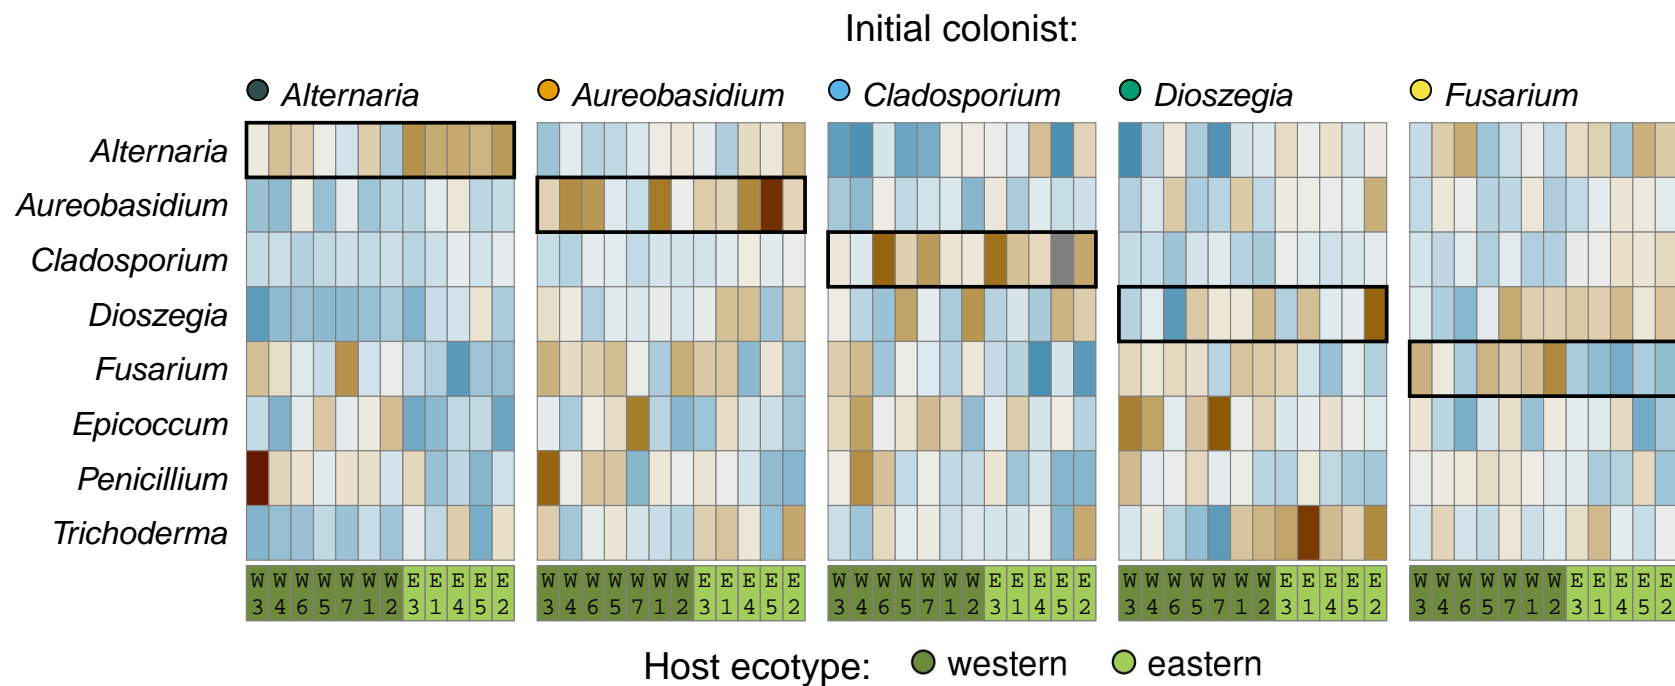 Initial colonist:
Alternaria Aureobasidium Cladosporium Dioszegia Fusarium
Alternaria
Aureobasidium
Cladosporium
Dioszegia
Fusarium
Epicoccum
Penicillium
Trichoderma
W W W W W W W E E E E E W W W W W W W E E E E E W W W W W W W E E E E E W W W W W W W E E E E E W W W W W W W E E E E E
3 4 6 5 7 1 2 3 1 4 5 2 3 4 6 5 7 1 2 3 1 4 5 2 3 4 6 5 7 1 2 3 1 4 5 2 3 4 6 5 7 1 2 3 1 4 5 2 3 4 6 5 7 1 2 3 1 4 5 2
Host ecotype: western eastern